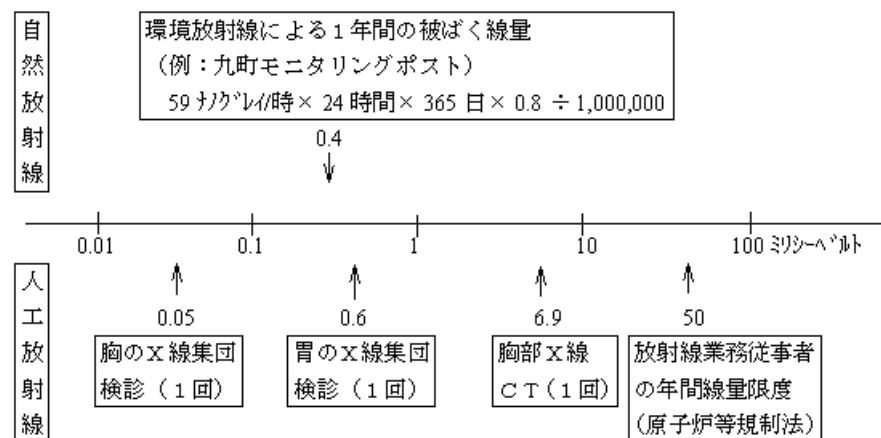 自然放射線
環境放射線による1年間の被ばく線量
(例：九町モニタリングポスト)
59 ﾅﾉｸﾞﾚｲ/時× 24 時間× 365 日× 0.8 ÷ 1,000,000
0.4
0.01 0.1 1 10 100 ﾐﾘｼｰﾍﾞﾙﾄ
人工放射線
0.05 0.6 6.9 50
胸のＸ線集団
検診（１回）
胃のＸ線集団
検診（１回）
胸部Ｘ線
ＣＴ(１回)
放射線業務従事者
の年間線量限度
(原子炉等規制法)